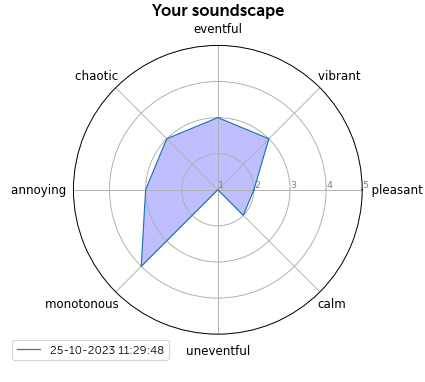 Your soundscape
eventful
chaotic
vibrant
annoying
1
2
3
4
5
pleasant
monotonous
calm
uneventful
25-10-2023 11:29:48